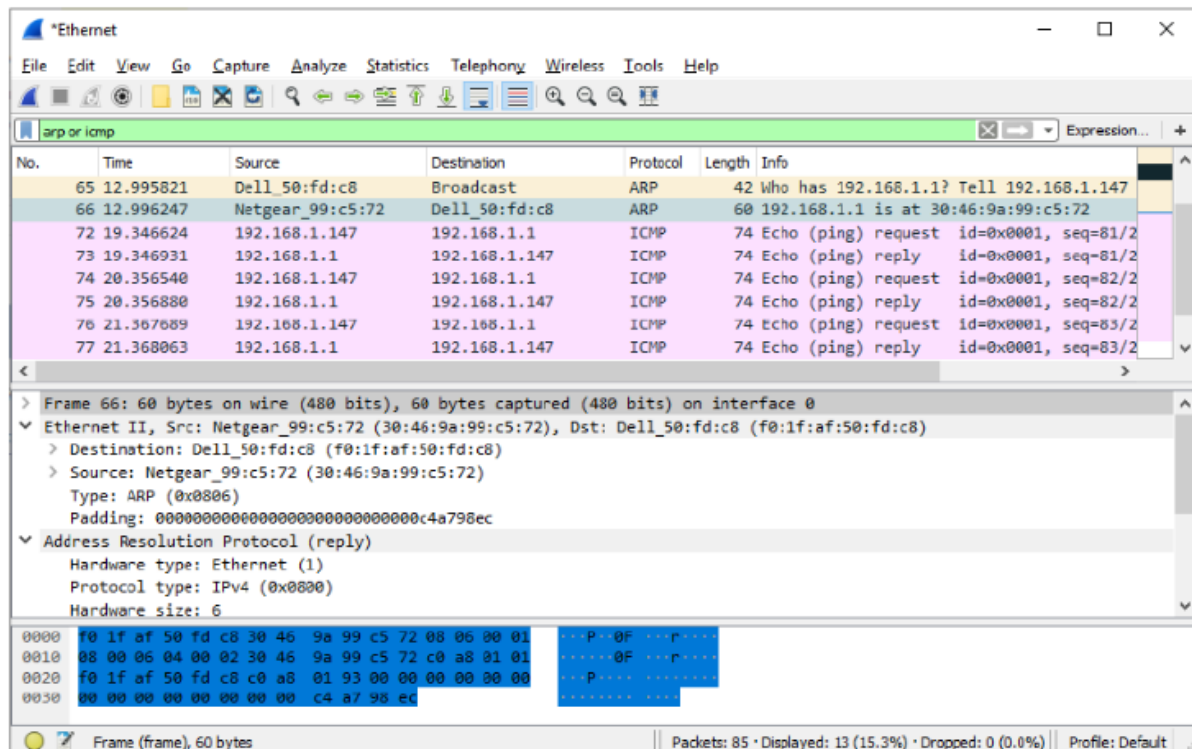 *Ethernet
File Edit View Go Capture Analyze Statistics Telephony Wireless Tools Help
arp or icmp Expression... +
No. Time Source Destination Protocol Length Info
65 12.995821 Dell_50:fd:c8 Broadcast ARP 42 Who has 192.168.1.1? Tell 192.168.1.147
66 12.996247 Netgear_99:c5:72 Dell_50:fd:c8 ARP 60 192.168.1.1 is at 30:46:9a:99:c5:72
72 19.346624 192.168.1.147 192.168.1.1 ICMP 74 Echo (ping) request id=0x0001, seq=81/2
73 19.346931 192.168.1.1 192.168.1.147 ICMP 74 Echo (ping) reply id=0x0001, seq=81/2
74 20.356540 192.168.1.147 192.168.1.1 ICMP 74 Echo (ping) request id=0x0001, seq=82/2
75 20.356880 192.168.1.1 192.168.1.147 ICMP 74 Echo (ping) reply id=0x0001, seq=82/2
76 21.367689 192.168.1.147 192.168.1.1 ICMP 74 Echo (ping) request id=0x0001, seq=83/2
77 21.368063 192.168.1.1 192.168.1.147 ICMP 74 Echo (ping) reply id=0x0001, seq=83/2
Frame 66: 60 bytes on wire (480 bits), 60 bytes captured (480 bits) on interface 0
Ethernet II, Src: Netgear_99:c5:72 (30:46:9a:99:c5:72), Dst: Dell_50:fd:c8 (f0:1f:af:50:fd:c8)
Destination: Dell_50:fd:c8 (f0:1f:af:50:fd:c8)
Source: Netgear_99:c5:72 (30:46:9a:99:c5:72)
Type: ARP (0x0806)
Padding: 0000000000000000000000000000c4a798ec
Address Resolution Protocol (reply)
Hardware type: Ethernet (1)
Protocol type: IPv4 (0x0800)
Hardware size: 6
0000 f0 1f af 50 fd c8 30 46 9a 99 c5 72 08 06 00 01 ···P··0F ···r····
0010 08 00 06 04 00 02 30 46 9a 99 c5 72 c0 a8 01 01 ······0F ···r····
0020 f0 1f af 50 fd c8 c0 a8 01 93 00 00 00 00 00 00 ···P···· ········
0030 00 00 00 00 00 00 00 00 c4 a7 98 ec ········ ····
Frame (frame), 60 bytes Packets: 85 · Displayed: 13 (15.3%) · Dropped: 0 (0.0%) Profile: Default